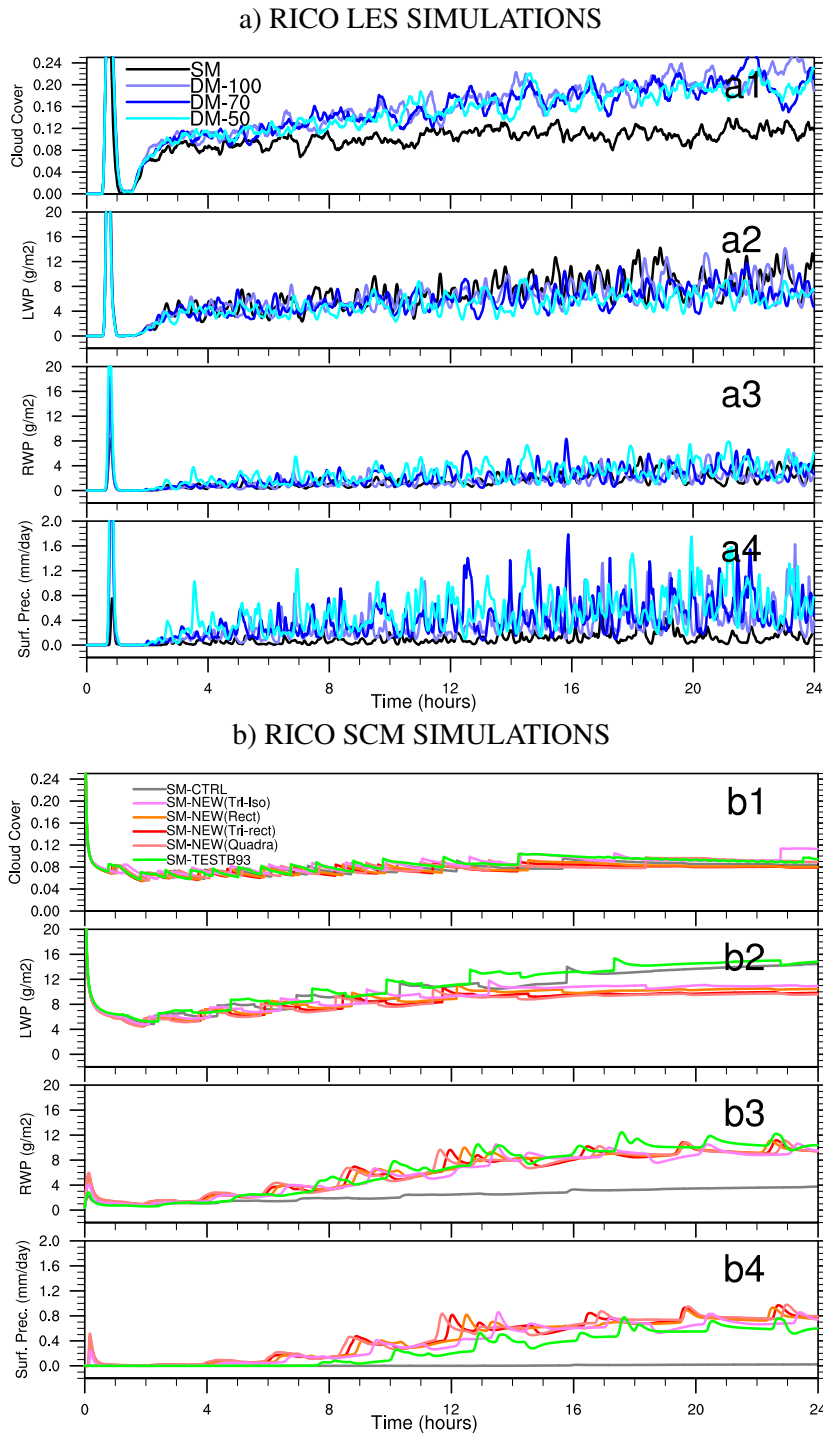 a) RICO LES SIMULATIONS
0.24
0.20
0.16
0.12
0.08
0.04
0.00
Cloud Cover
SM
DM-100
DM-70
DM-50
a1
20
16
12
8
4
0
LWP (g/m2)
a2
20
16
12
8
4
0
RWP (g/m2)
a3
2.0
1.6
1.2
0.8
0.4
0.0
Surf. Prec. (mm/day)
a4
0 4 8 12 16 20 24
Time (hours)
b) RICO SCM SIMULATIONS
0.24
0.20
0.16
0.12
0.08
0.04
0.00
Cloud Cover
SM-CTRL
SM-NEW(Tri-Iso)
SM-NEW(Rect)
SM-NEW(Tri-rect)
SM-NEW(Quadra)
SM-TESTB93
b1
20
16
12
8
4
0
LWP (g/m2)
b2
20
16
12
8
4
0
RWP (g/m2)
b3
2.0
1.6
1.2
0.8
0.4
0.0
Surf. Prec. (mm/day)
b4
0 4 8 12 16 20 24
Time (hours)